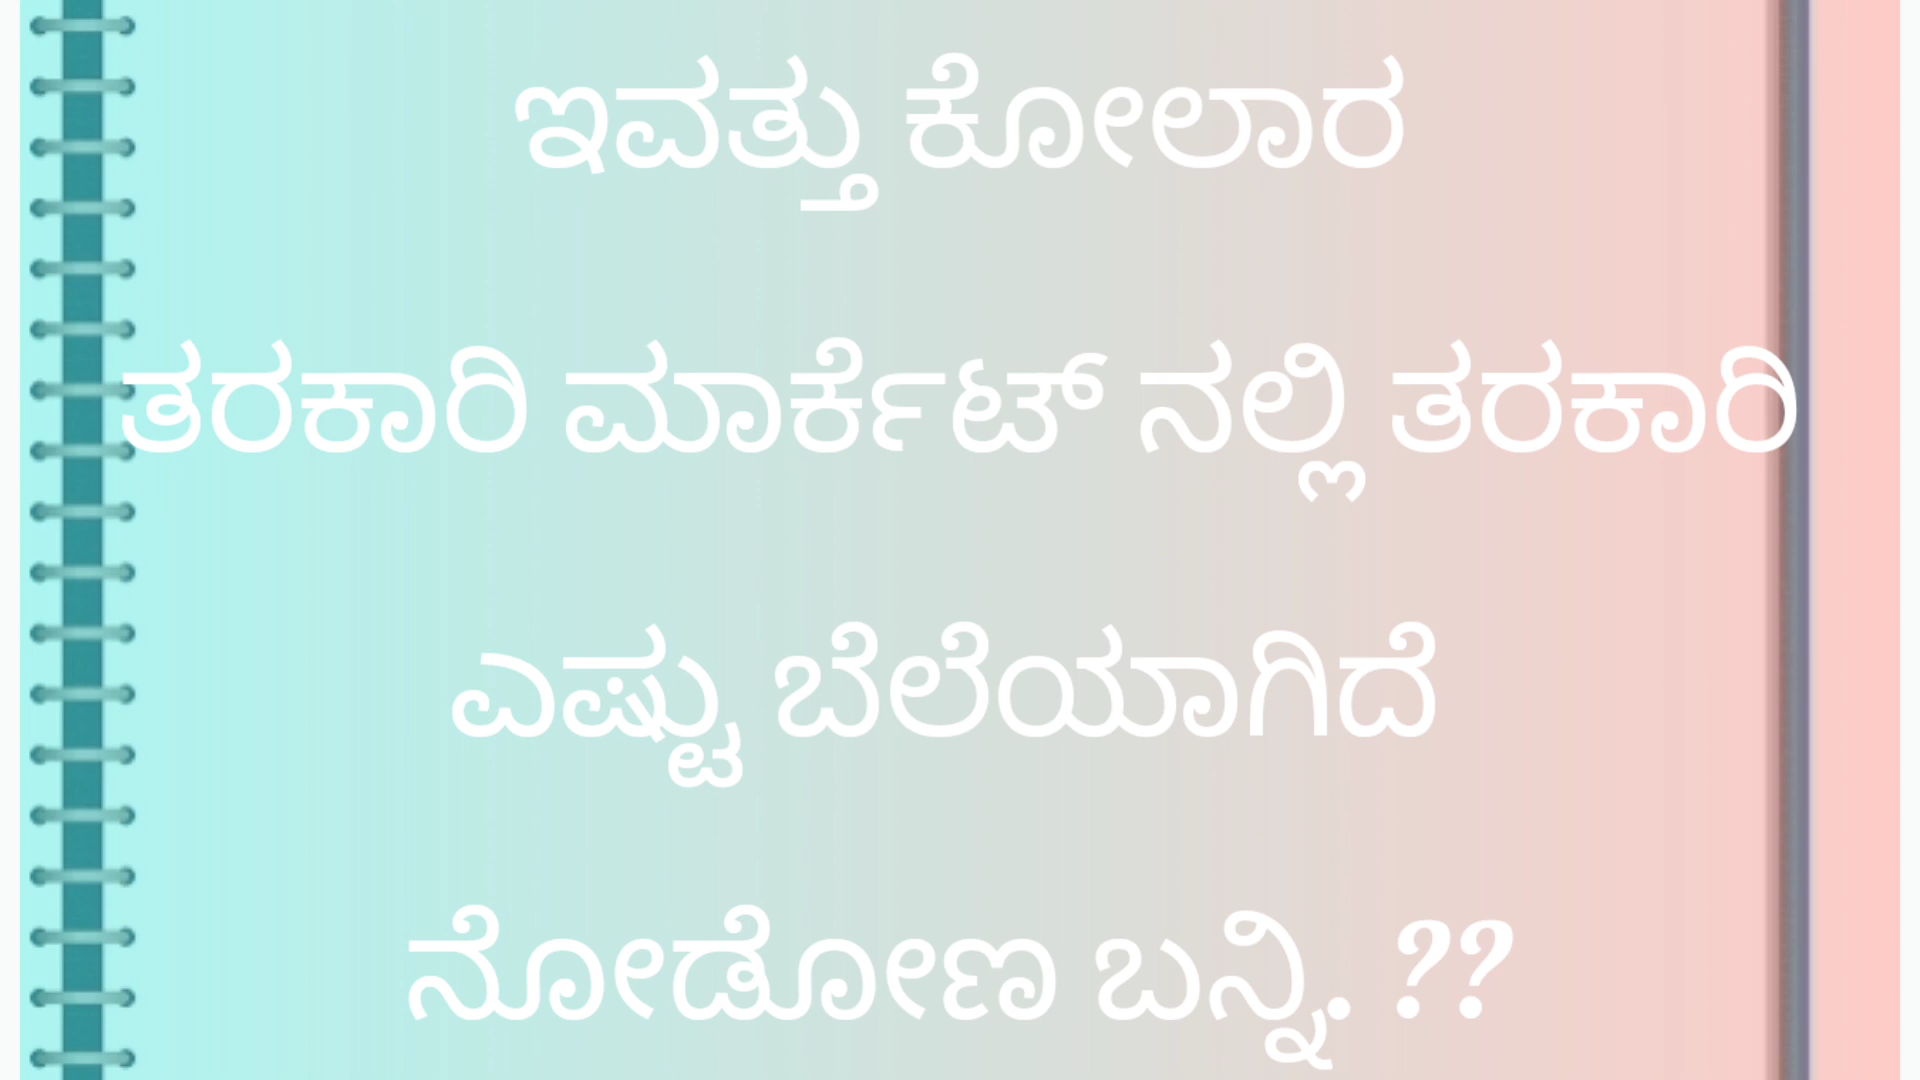 ಇವತ್ತು ಕೋಲಾರ
ತರಕಾರಿ ಮಾರ್ಕೆಟ್ ನಲ್ಲಿ ತರಕಾರಿ
ಎಷ್ಟು ಬೆಲೆಯಾಗಿದೆ
ನೋಡೋಣ ಬನ್ನಿ. ??